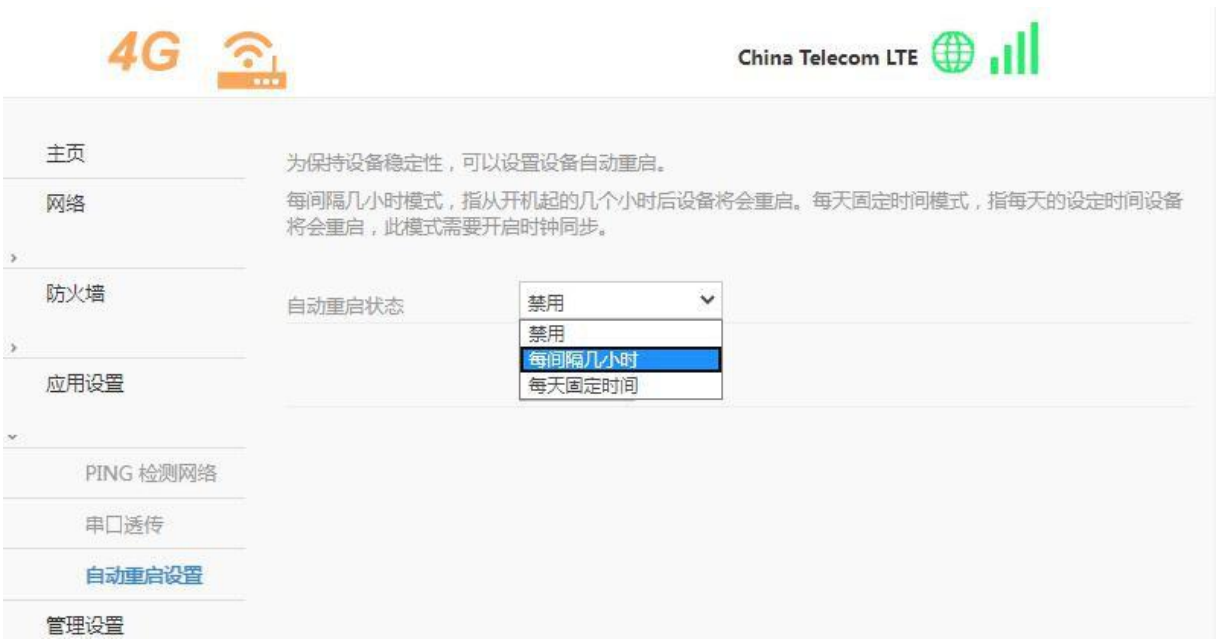 4G
China Telecom LTE
主页
网络
防火墙
应用设置
PING 检测网络
串口透传
自动重启设置
管理设置
为保持设备稳定性，可以设置设备自动重启。
每间隔几小时模式，指从开机起的几个小时后设备将会重启。每天固定时间模式，指每天的设定时间设备
将会重启，此模式需要开启时钟同步。
自动重启状态
禁用
禁用
每间隔几小时
每天固定时间